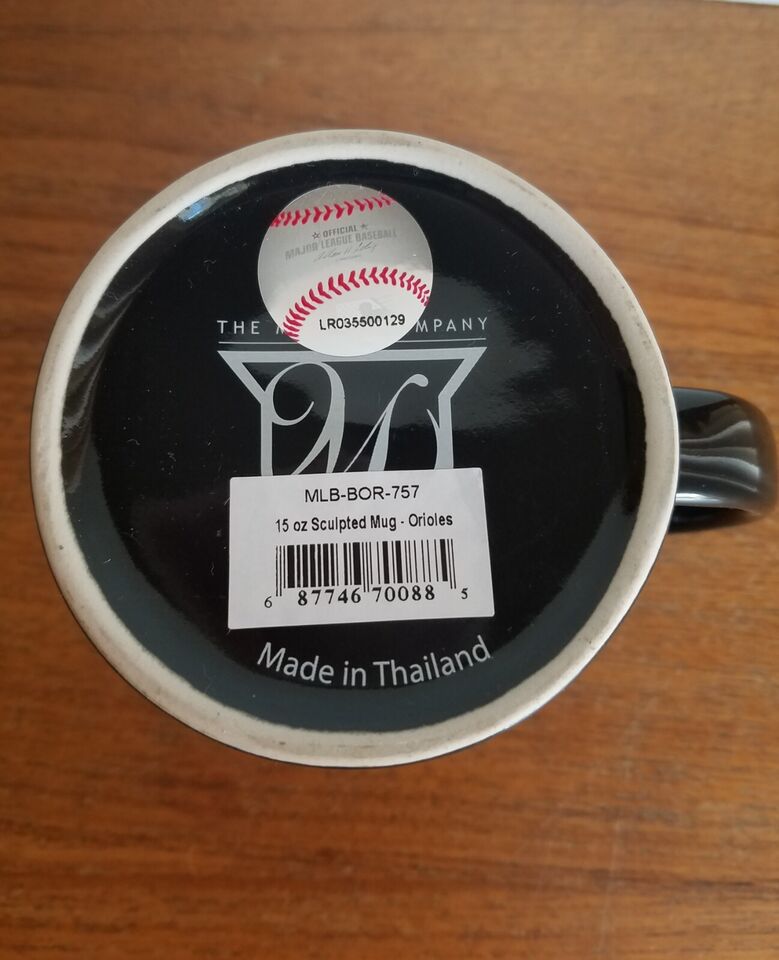 ☆ OFFICIAL ☆
MAJOR LEAGUE BASEBALL
LR035500129
THE M MPANY
M
MLB-BOR-757
15 oz Sculpted Mug - Orioles
6 87746 70088 5
Made in Thailand